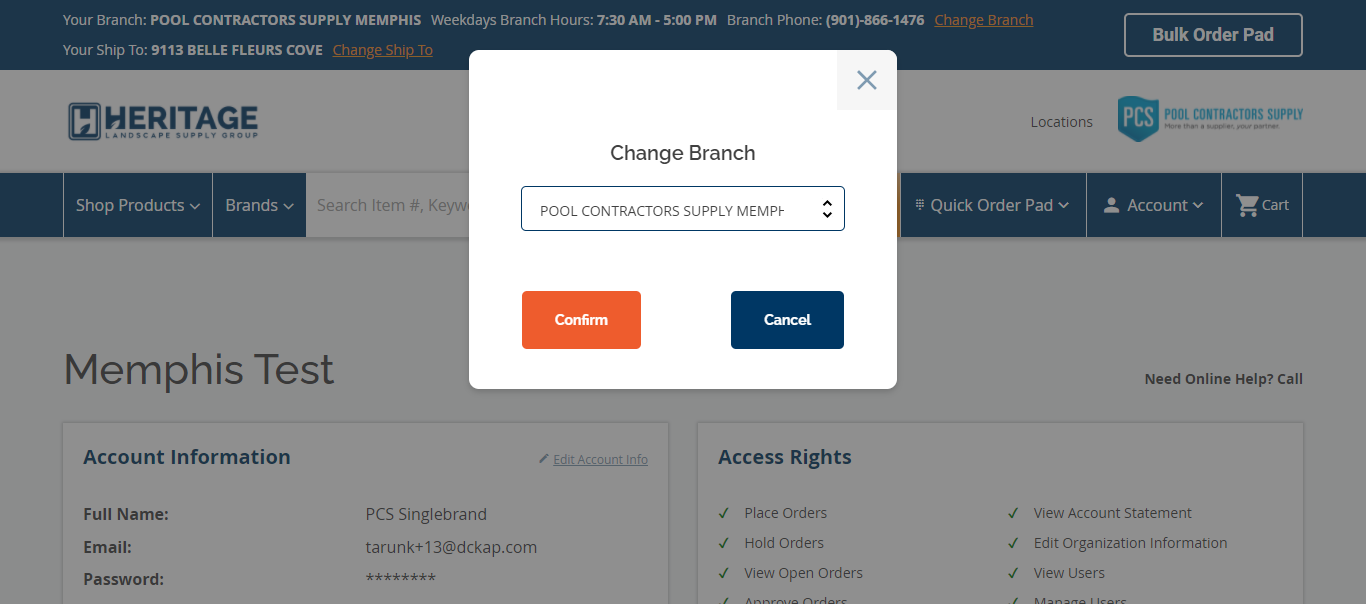 Your Branch: POOL CONTRACTORS SUPPLY MEMPHIS Weekdays Branch Hours: 7:30 AM - 5:00 PM Branch Phone: (901)-866-1476 Change Branch
Bulk Order Pad
Your Ship To: 9113 BELLE FLEURS COVE Change Ship To
HERITAGE
LANDSCAPE SUPPLY GROUP
Locations
PCS POOL CONTRACTORS SUPPLY
More than a supplier, your partner.
Change Branch
POOL CONTRACTORS SUPPLY MEMPH
Shop Products
Brands
Search Item #, Keyw
Quick Order Pad
Account
Cart
Confirm
Cancel
Memphis Test
Need Online Help? Call
Account Information
Edit Account Info
Full Name: PCS Singlebrand
Email: tarunk+13@dckap.com
Password: ********
Access Rights
Place Orders
View Account Statement
Hold Orders
Edit Organization Information
View Open Orders
View Users
Approve Orders
Manage Users